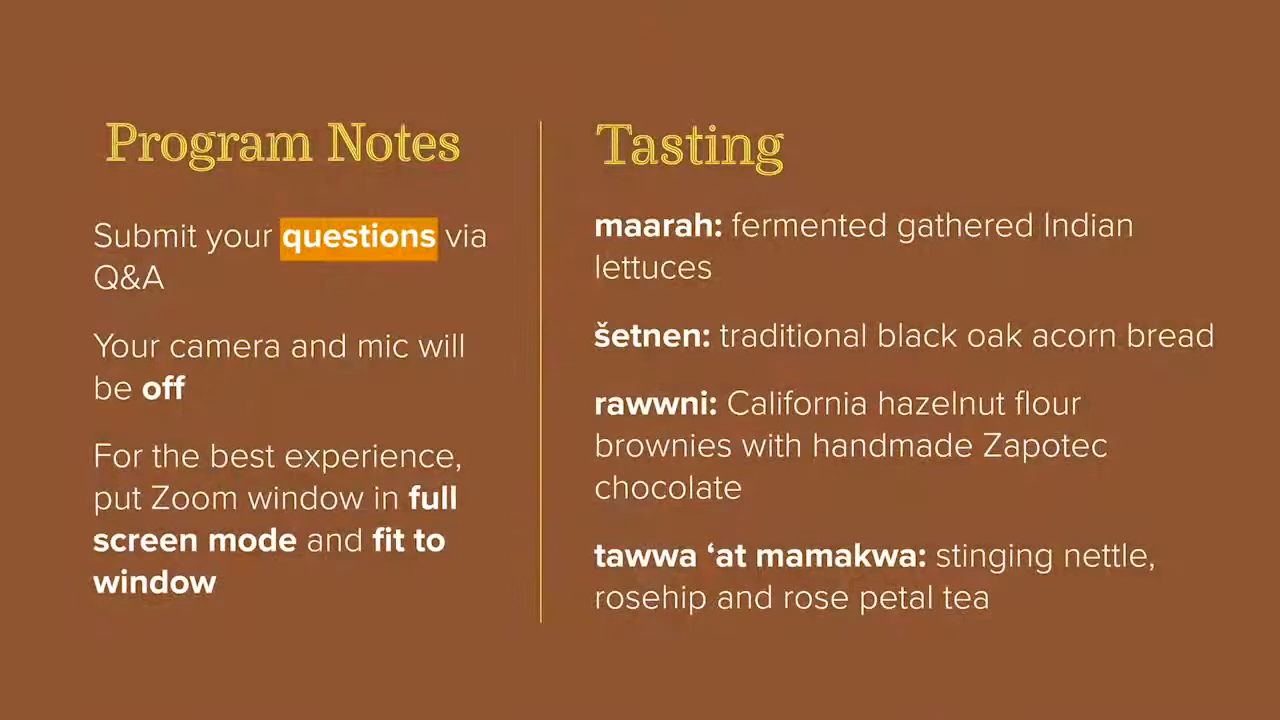 Program Notes
Submit your questions via
Q&A
Your camera and mic will
be off
For the best experience,
put Zoom window in full
screen mode and fit to
window
Tasting
maarah: fermented gathered Indian
lettuces
šetnen: traditional black oak acorn bread
rawwni: California hazelnut flour
brownies with handmade Zapotec
chocolate
tawwa ‘at mamakwa: stinging nettle,
rosehip and rose petal tea